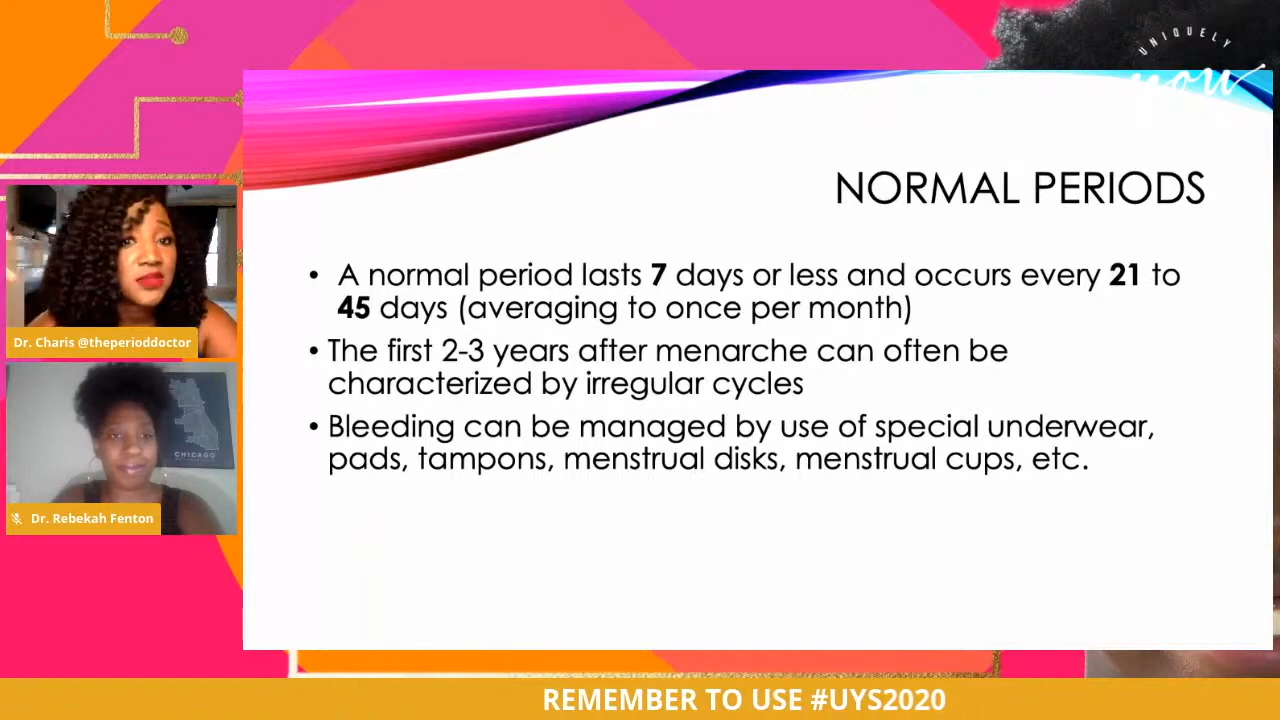 UNIQUELY
you
NORMAL PERIODS
• A normal period lasts 7 days or less and occurs every 21 to
45 days (averaging to once per month)
• The first 2-3 years after menarche can often be
characterized by irregular cycles
• Bleeding can be managed by use of special underwear,
pads, tampons, menstrual disks, menstrual cups, etc.
Dr. Charis @theperioddoctor
CHICAGO
Dr. Rebekah Fenton
REMEMBER TO USE #UYS2020